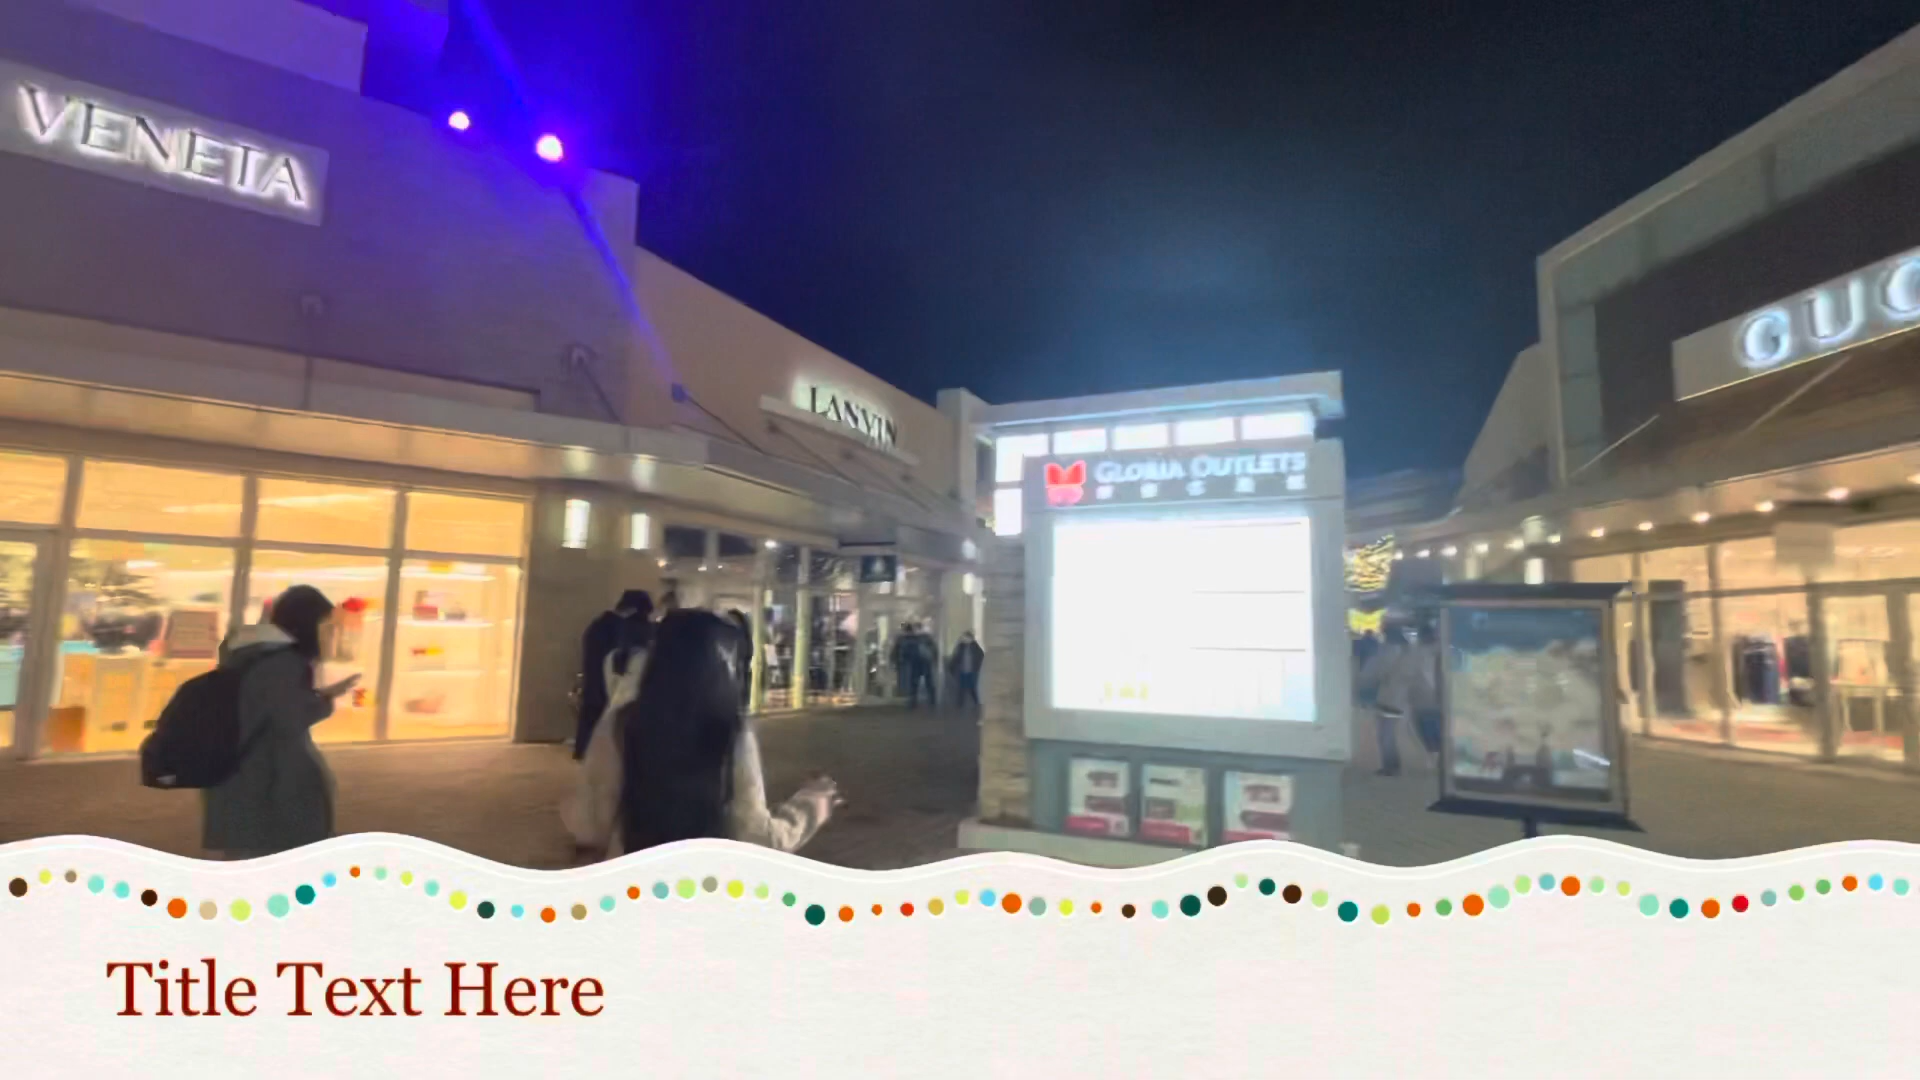 VENETA
LANVIN
GUC
GLORIA OUTLETS
Title Text Here